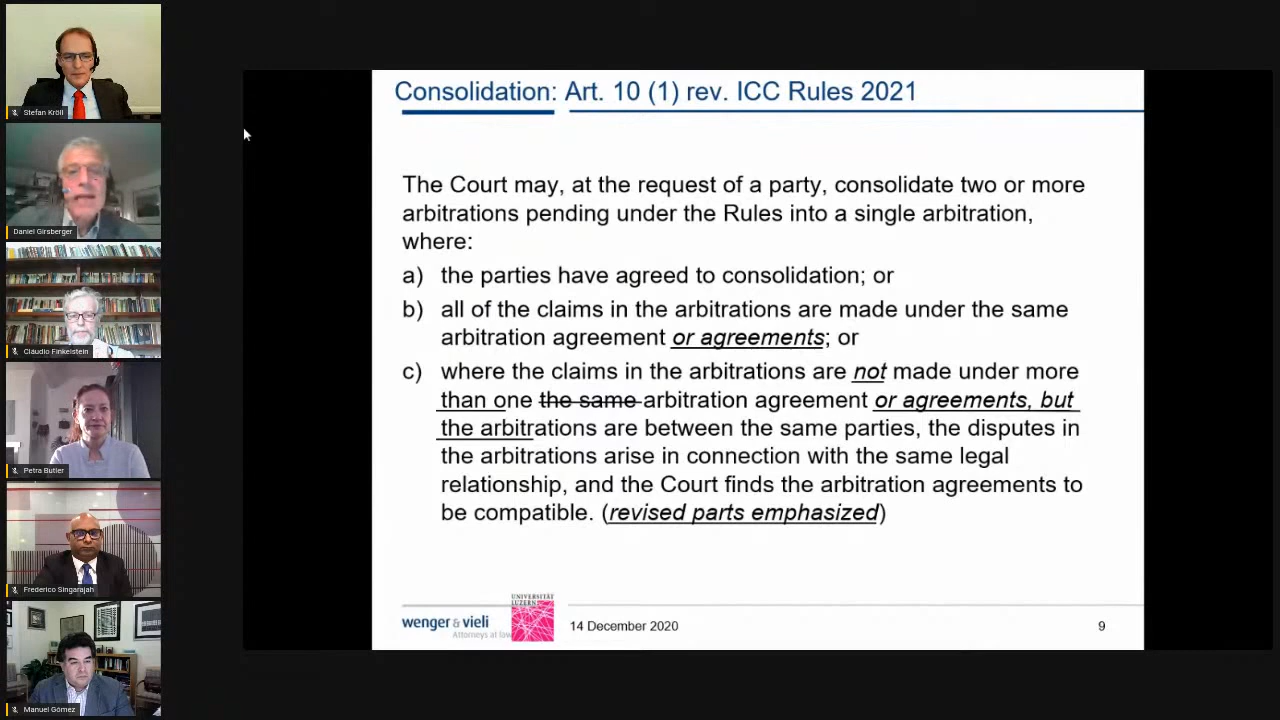 Stefan Kröll
Daniel Girsberger
Cláudio Finkelstein
Petra Butler
Frederico Singarajah
Manuel Gómez
Consolidation: Art. 10 (1) rev. ICC Rules 2021
The Court may, at the request of a party, consolidate two or more
arbitrations pending under the Rules into a single arbitration,
where:
a) the parties have agreed to consolidation; or
b) all of the claims in the arbitrations are made under the same
arbitration agreement or agreements; or
c) where the claims in the arbitrations are not made under more
than one the same arbitration agreement or agreements, but
the arbitrations are between the same parties, the disputes in
the arbitrations arise in connection with the same legal
relationship, and the Court finds the arbitration agreements to
be compatible. (revised parts emphasized)
wenger & vieli
Attorneys at law
UNIVERSITÄT
LUZERN
14 December 2020
9